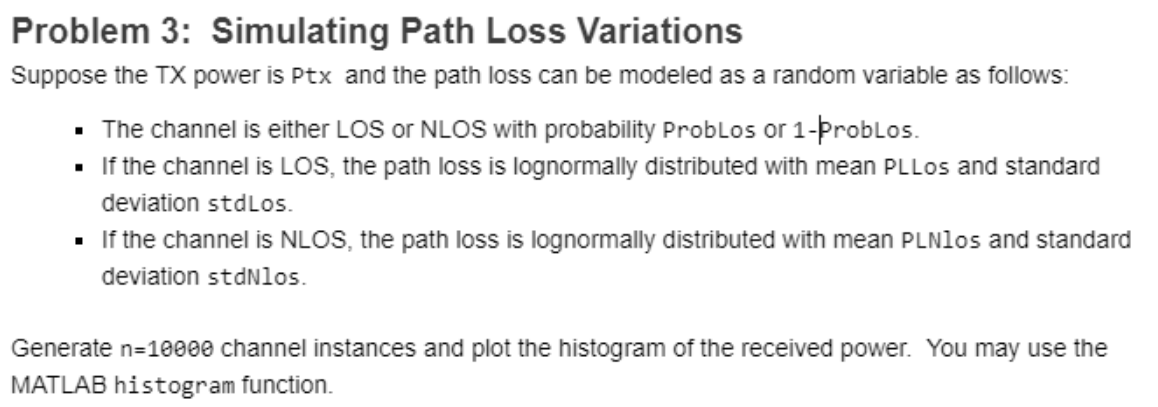 Problem 3:  Simulating Path Loss Variations
Suppose the TX power is Ptx and the path loss can be modeled as a random variable as follows:
▪ The channel is either LOS or NLOS with probability ProbLos or 1-ProbLos.
▪ If the channel is LOS, the path loss is lognormally distributed with mean PLLos and standard
deviation stdLos.
▪ If the channel is NLOS, the path loss is lognormally distributed with mean PLNlos and standard
deviation stdNlos.
Generate n=10000 channel instances and plot the histogram of the received power.  You may use the
MATLAB histogram function.